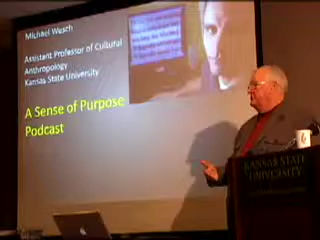 Michael Wesch
Assistant Professor of Cultural
Anthropology
Kansas State University
A Sense of Purpose
Podcast
KANSAS STATE
UNIVERSITY